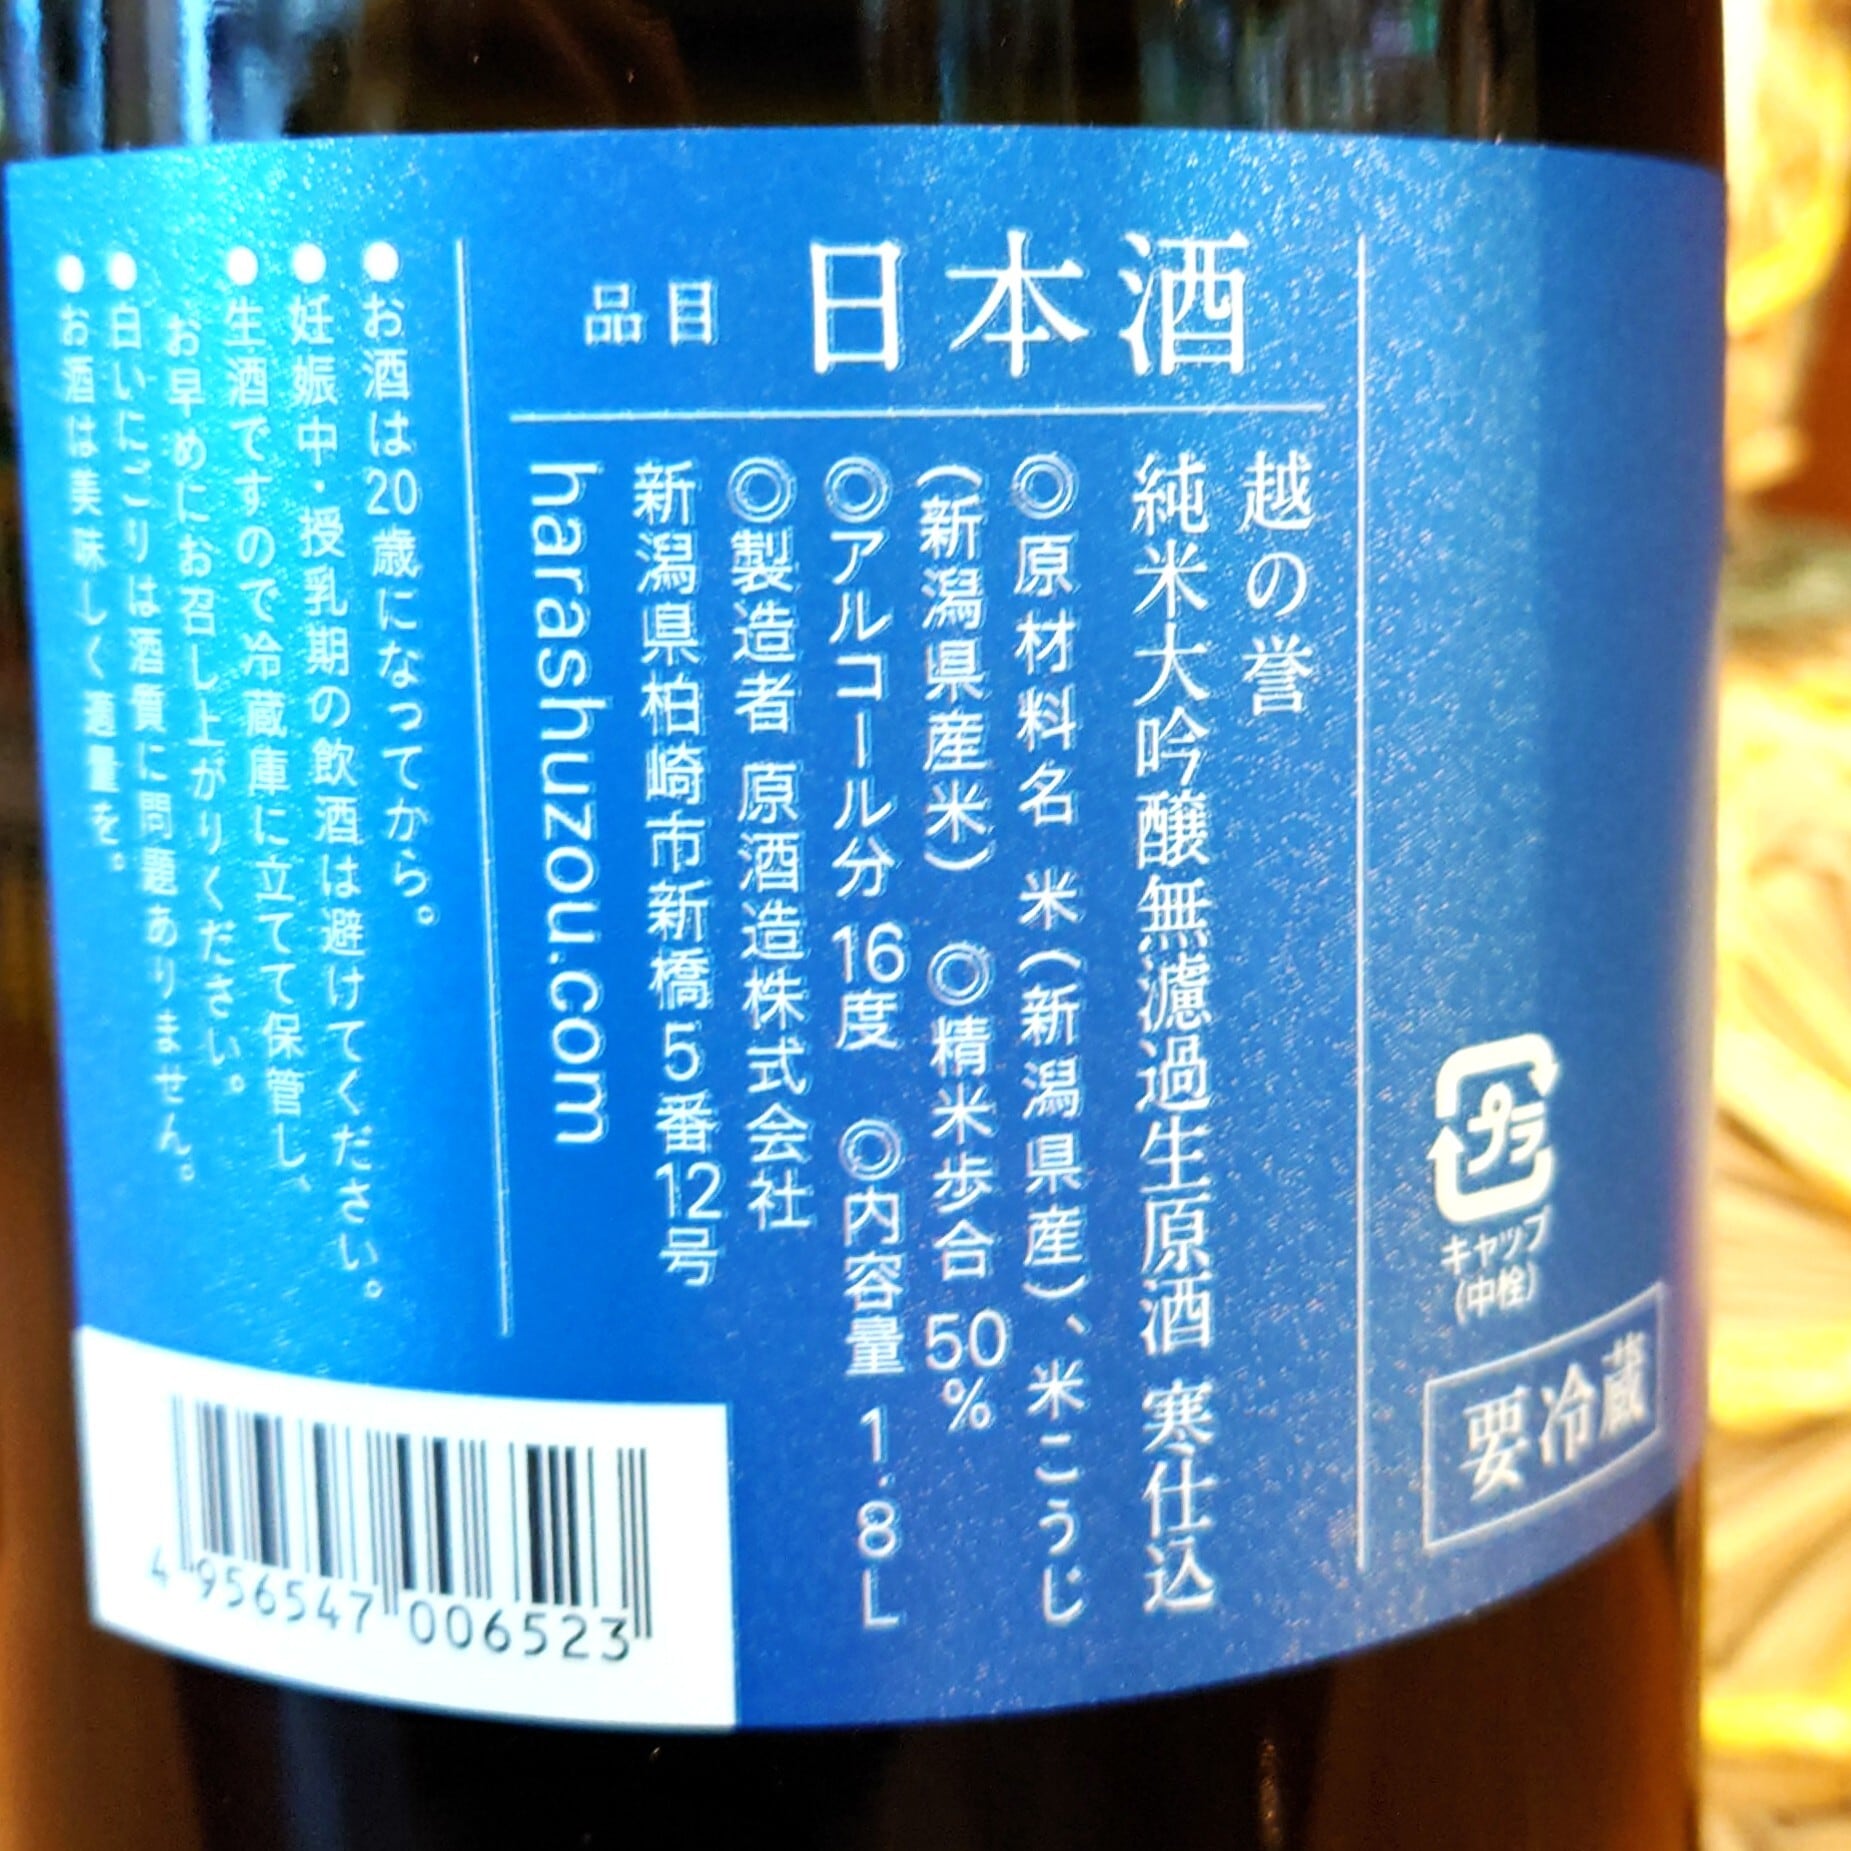 要冷蔵
プラ
キャップ
(中栓)
品目 日本酒
越の誉
純米大吟醸無濾過生原酒 寒仕込
◎原材料名 米(新潟県産)、米こうじ
(新潟県産米) ◎精米歩合 50%
◎アルコール分 16度 ◎内容量 1.8L
◎製造者 原酒造株式会社
新潟県柏崎市新橋5番12号
harashuzou.com
●お酒は20歳になってから。
●妊娠中・授乳期の飲酒は避けてください。
●生酒ですので冷蔵庫に立てて保管し、
お早めにお召し上がりください。
●白いにごりは酒質に問題ありません。
●お酒は美味しく適量を。
4 956547 006523